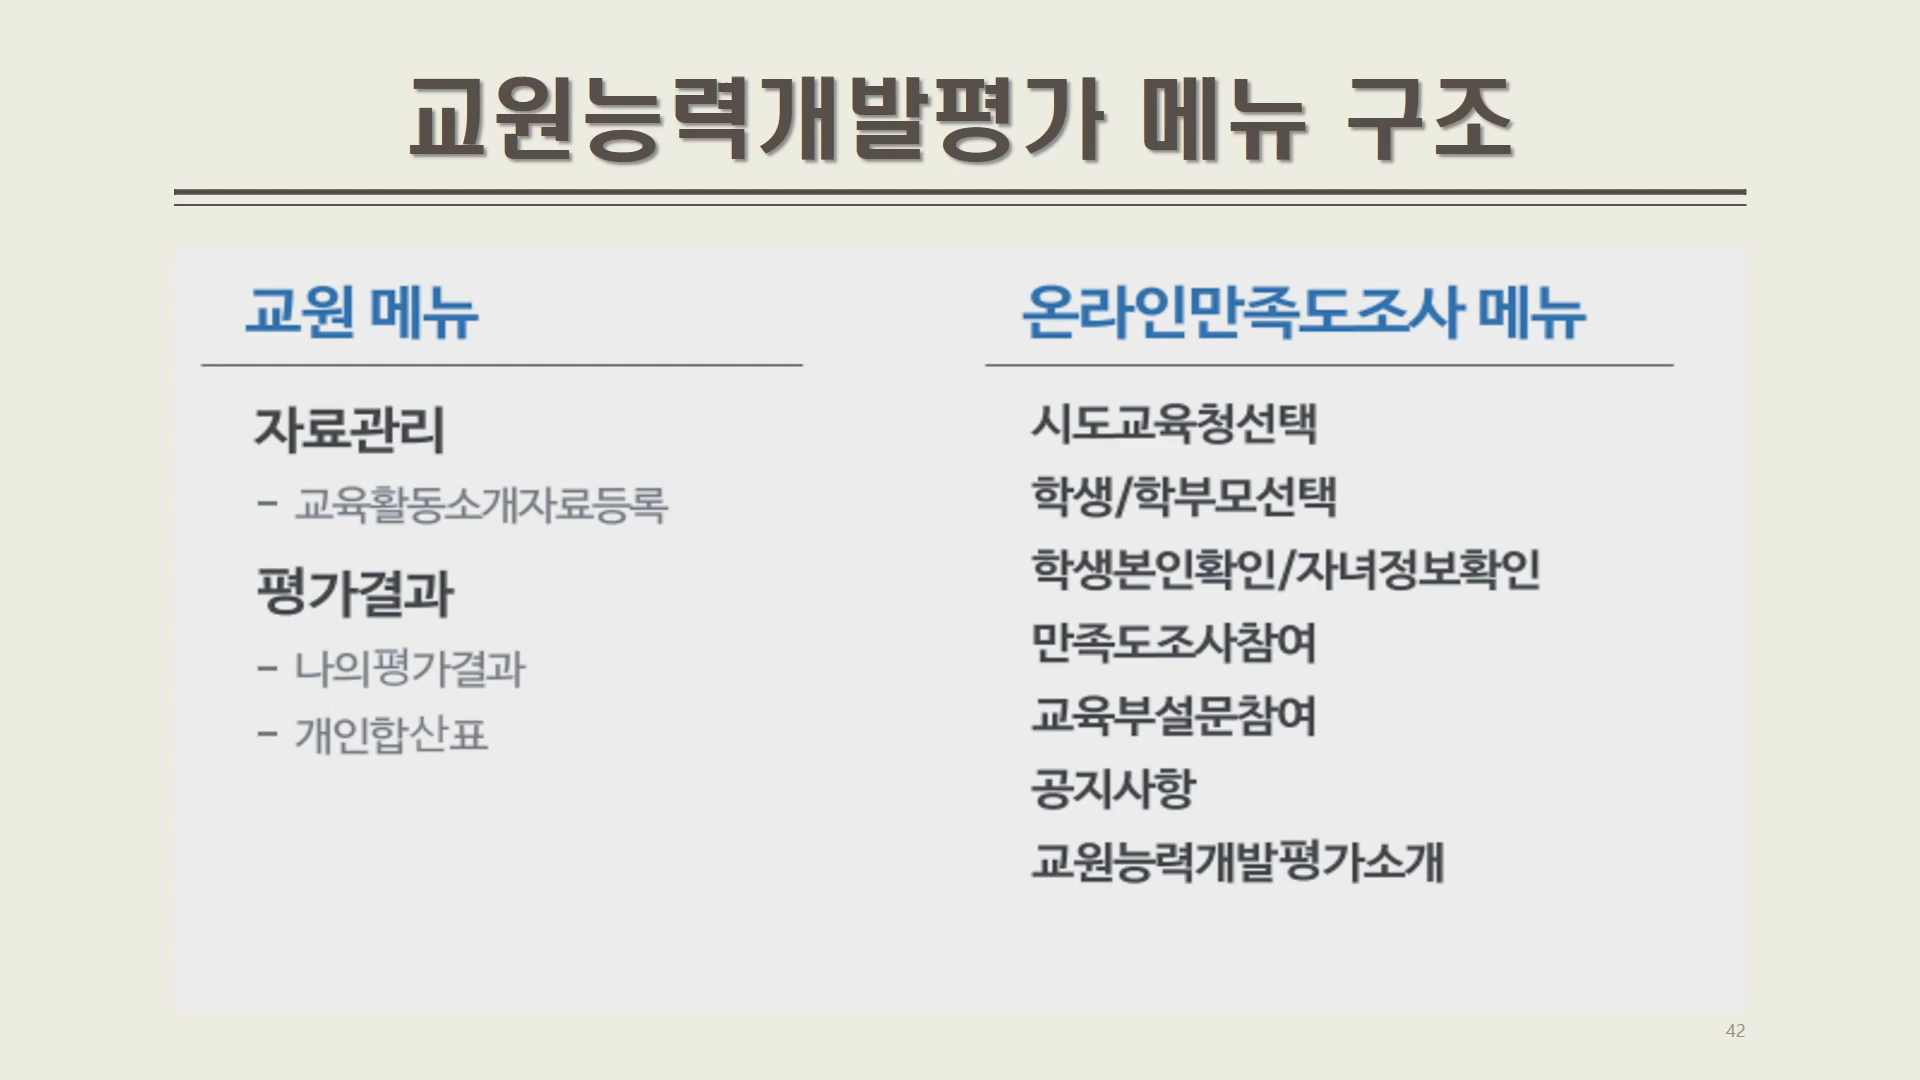 교원능력개발평가 메뉴 구조
교원 메뉴
자료관리
- 교육활동소개자료등록
평가결과
- 나의평가결과
- 개인합산표
온라인만족도조사 메뉴
시도교육청선택
학생/학부모선택
학생본인확인/자녀정보확인
만족도조사참여
교육부설문참여
공지사항
교원능력개발평가소개
42